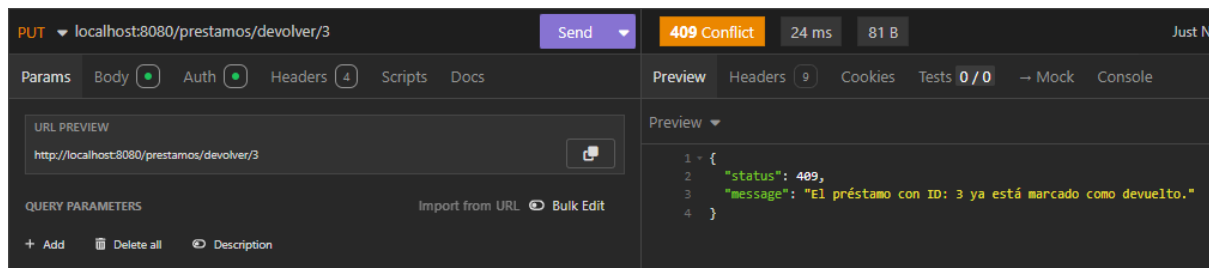 PUT localhost:8080/prestamos/devolver/3 Send
409 Conflict 24 ms 81 B Just N
Params Body Auth Headers 4 Scripts Docs
Preview Headers 9 Cookies Tests 0 / 0 → Mock Console
URL PREVIEW
http://localhost:8080/prestamos/devolver/3
QUERY PARAMETERS Import from URL Bulk Edit
+ Add Delete all Description
Preview
1 {
2 "status": 409,
3 "message": "El préstamo con ID: 3 ya está marcado como devuelto."
4 }